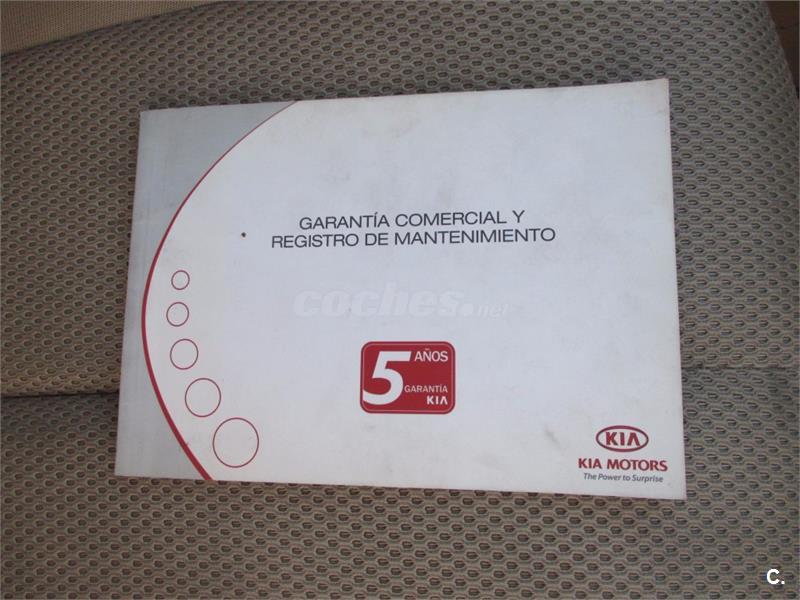 GARANTÍA COMERCIAL Y
REGISTRO DE MANTENIMIENTO
coches.net
5 AÑOS
GARANTÍA
KIA
KIA
KIA MOTORS
The Power to Surprise
C.